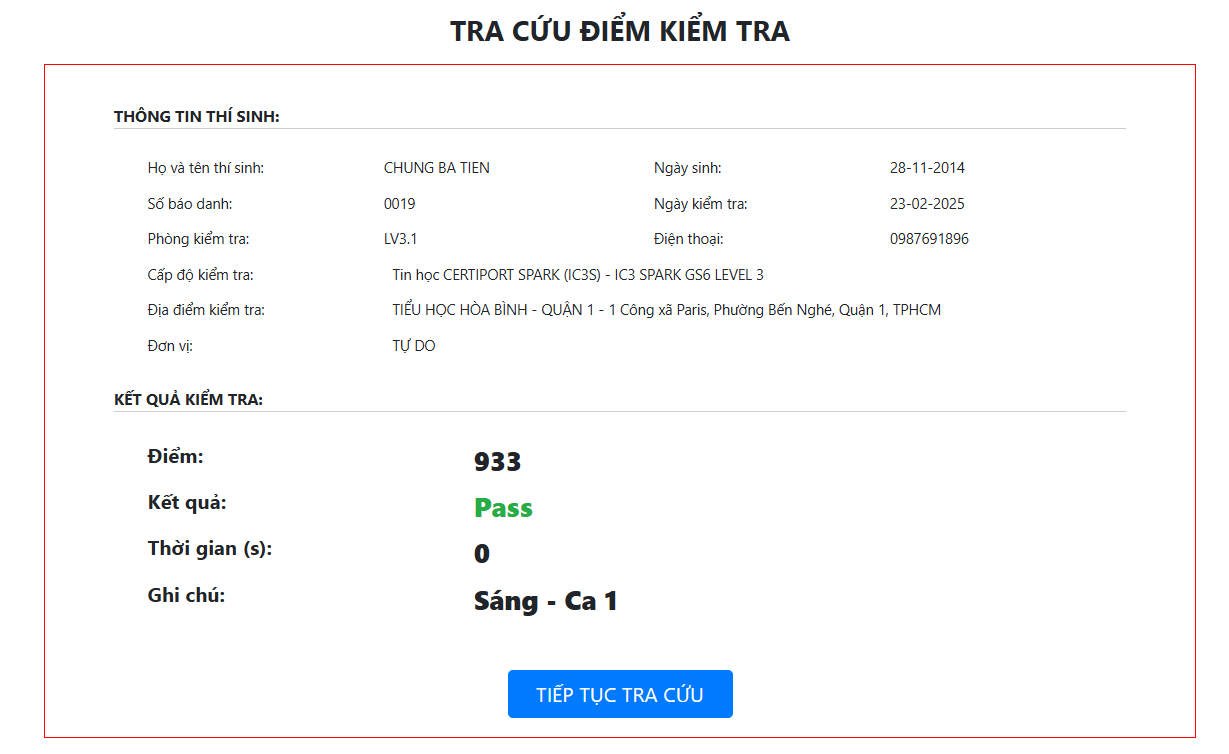 TRA CỨU ĐIỂM KIỂM TRA
THÔNG TIN THÍ SINH:
Họ và tên thí sinh: CHUNG BA TIEN Ngày sinh: 28-11-2014
Số báo danh: 0019 Ngày kiểm tra: 23-02-2025
Phòng kiểm tra: LV3.1 Điện thoại: 0987691896
Cấp độ kiểm tra: Tin học CERTIPORT SPARK (IC3S) - IC3 SPARK GS6 LEVEL 3
Địa điểm kiểm tra: TIỂU HỌC HÒA BÌNH - QUẬN 1 - 1 Công xã Paris, Phường Bến Nghé, Quận 1, TPHCM
Đơn vị: TỰ DO
KẾT QUẢ KIỂM TRA:
Điểm: 933
Kết quả: Pass
Thời gian (s): 0
Ghi chú: Sáng - Ca 1
TIẾP TỤC TRA CỨU